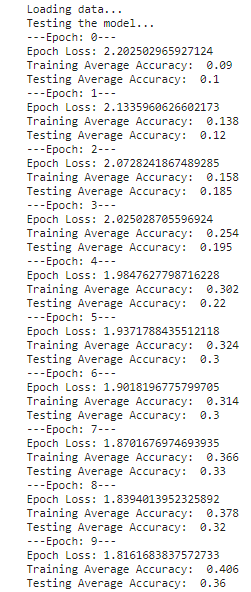 Loading data...
Testing the model...
---Epoch: 0---
Epoch Loss: 2.202502965927124
Training Average Accuracy:  0.09
Testing Average Accuracy:  0.1
---Epoch: 1---
Epoch Loss: 2.1335960626602173
Training Average Accuracy:  0.138
Testing Average Accuracy:  0.12
---Epoch: 2---
Epoch Loss: 2.0728241867489285
Training Average Accuracy:  0.158
Testing Average Accuracy:  0.185
---Epoch: 3---
Epoch Loss: 2.025028705596924
Training Average Accuracy:  0.254
Testing Average Accuracy:  0.195
---Epoch: 4---
Epoch Loss: 1.9847627798716228
Training Average Accuracy:  0.302
Testing Average Accuracy:  0.22
---Epoch: 5---
Epoch Loss: 1.9371788435512118
Training Average Accuracy:  0.324
Testing Average Accuracy:  0.3
---Epoch: 6---
Epoch Loss: 1.9018196775799705
Training Average Accuracy:  0.314
Testing Average Accuracy:  0.3
---Epoch: 7---
Epoch Loss: 1.8701676974693935
Training Average Accuracy:  0.366
Testing Average Accuracy:  0.33
---Epoch: 8---
Epoch Loss: 1.8394013952325892
Training Average Accuracy:  0.378
Testing Average Accuracy:  0.32
---Epoch: 9---
Epoch Loss: 1.8161683837572733
Training Average Accuracy:  0.406
Testing Average Accuracy:  0.36